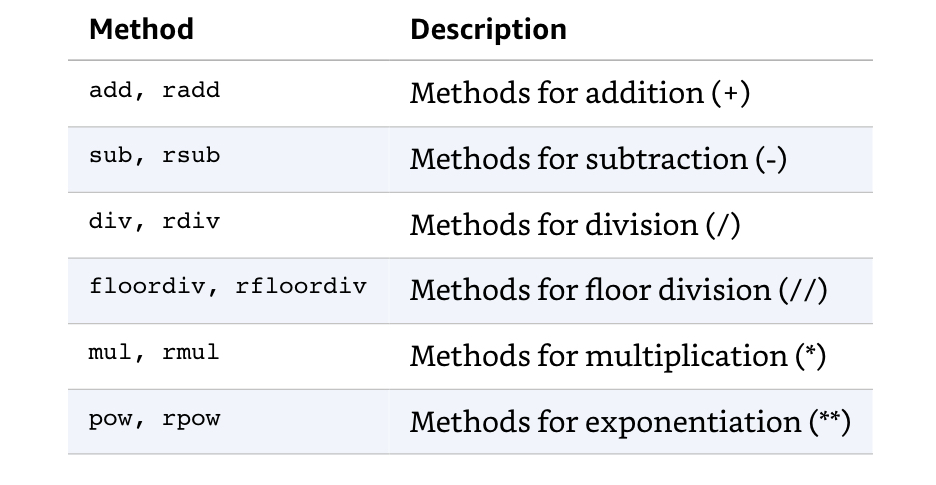 Method Description
add, radd Methods for addition (+)
sub, rsub Methods for subtraction (-)
div, rdiv Methods for division (/)
floordiv, rfloordiv Methods for floor division (//)
mul, rmul Methods for multiplication (*)
pow, rpow Methods for exponentiation (**)